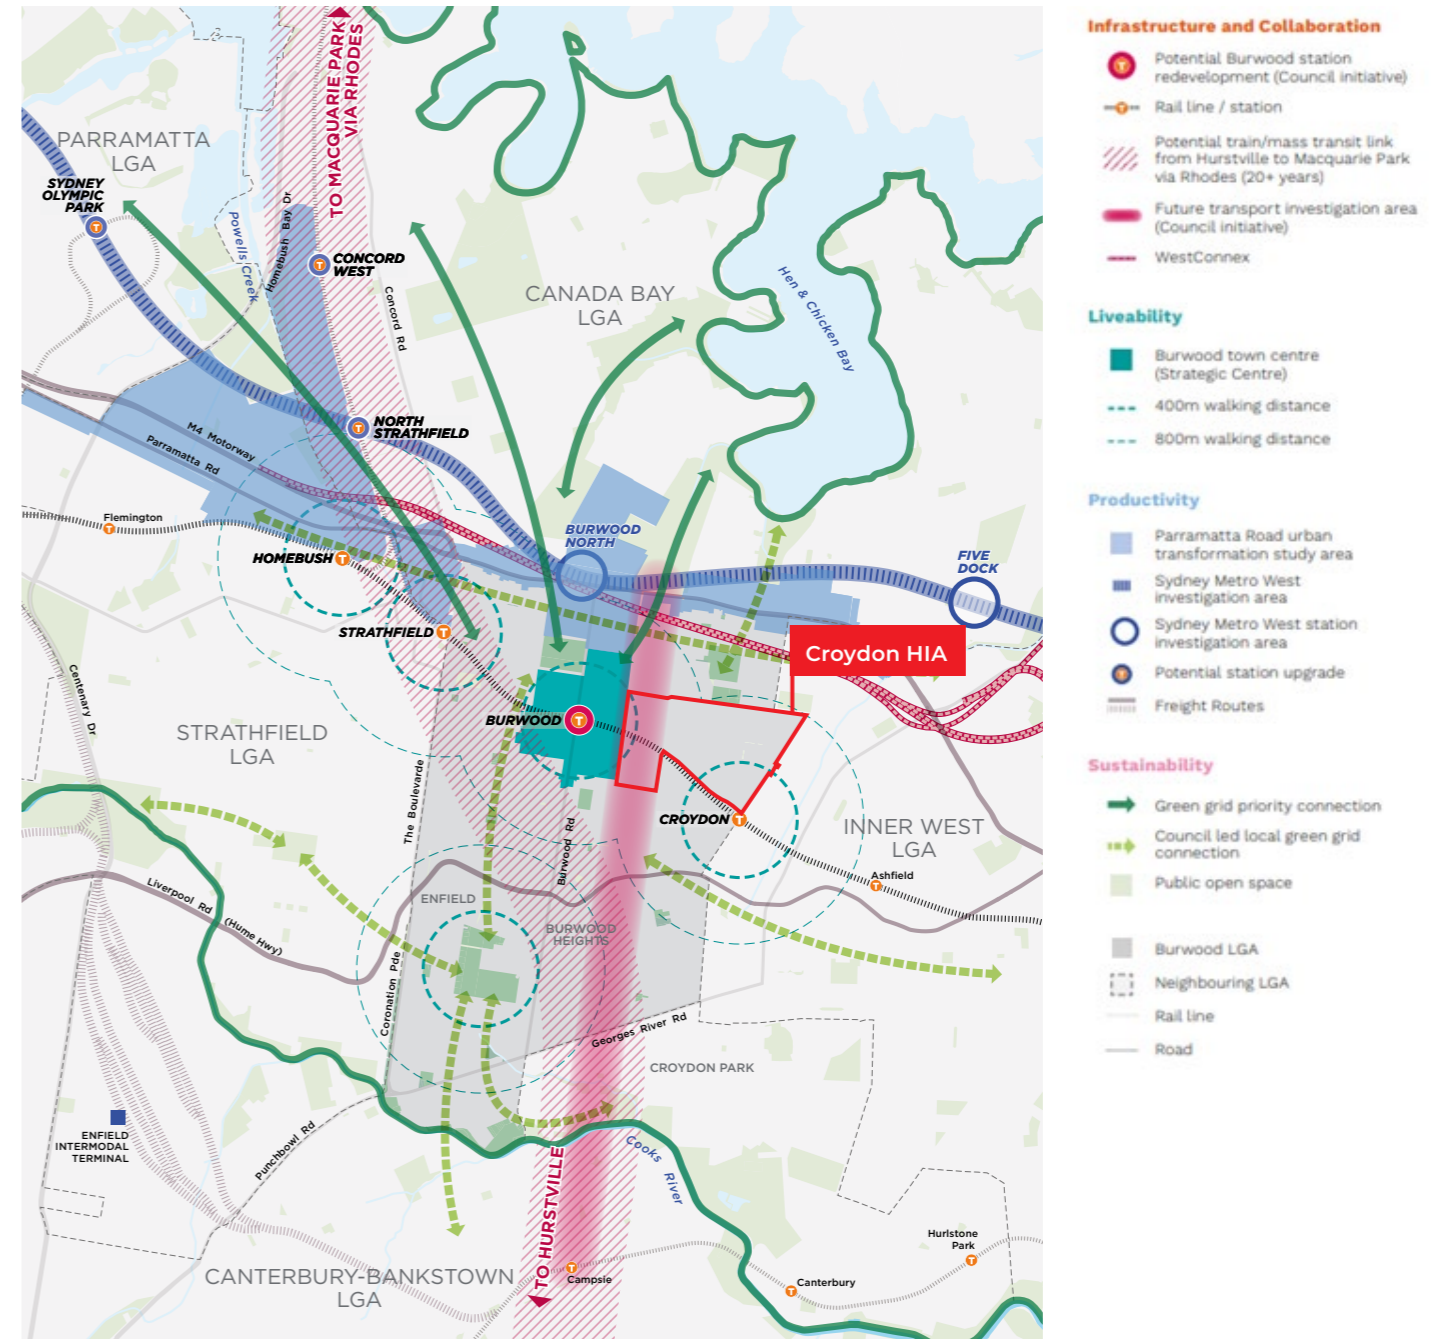 TO MACQUARIE PARK
VIA RHODES
PARRAMATTA
LGA
SYDNEY
OLYMPIC
PARK
Powells Creek
Homebush Bay Dr
CONCORD
WEST
Concord Rd
CANADA BAY
LGA
Hen & Chicken Bay
NORTH
STRATHFIELD
M4 Motorway
Parramatta Rd
Flemington
HOMEBUSH
BURWOOD
NORTH
FIVE
DOCK
STRATHFIELD
Croydon HIA
Centenary Dr
STRATHFIELD
LGA
BURWOOD
The Boulevarde
Burwood Rd
CROYDON
INNER WEST
LGA
Ashfield
Liverpool Rd (Hume Hwy)
ENFIELD
BURWOOD
HEIGHTS
Coronation Pde
Georges River Rd
CROYDON PARK
ENFIELD
INTERMODAL
TERMINAL
Punchbowl Rd
Cooks River
TO HURSTVILLE
Campsie
Canterbury
Hurlstone
Park
CANTERBURY-BANKSTOWN
LGA
Infrastructure and Collaboration
Potential Burwood station
redevelopment (Council initiative)
Rail line / station
Potential train/mass transit link
from Hurstville to Macquarie Park
via Rhodes (20+ years)
Future transport investigation area
(Council initiative)
WestConnex
Liveability
Burwood town centre
(Strategic Centre)
400m walking distance
800m walking distance
Productivity
Parramatta Road urban
transformation study area
Sydney Metro West
investigation area
Sydney Metro West station
investigation area
Potential station upgrade
Freight Routes
Sustainability
Green grid priority connection
Council led local green grid
connection
Public open space
Burwood LGA
Neighbouring LGA
Rail line
Road